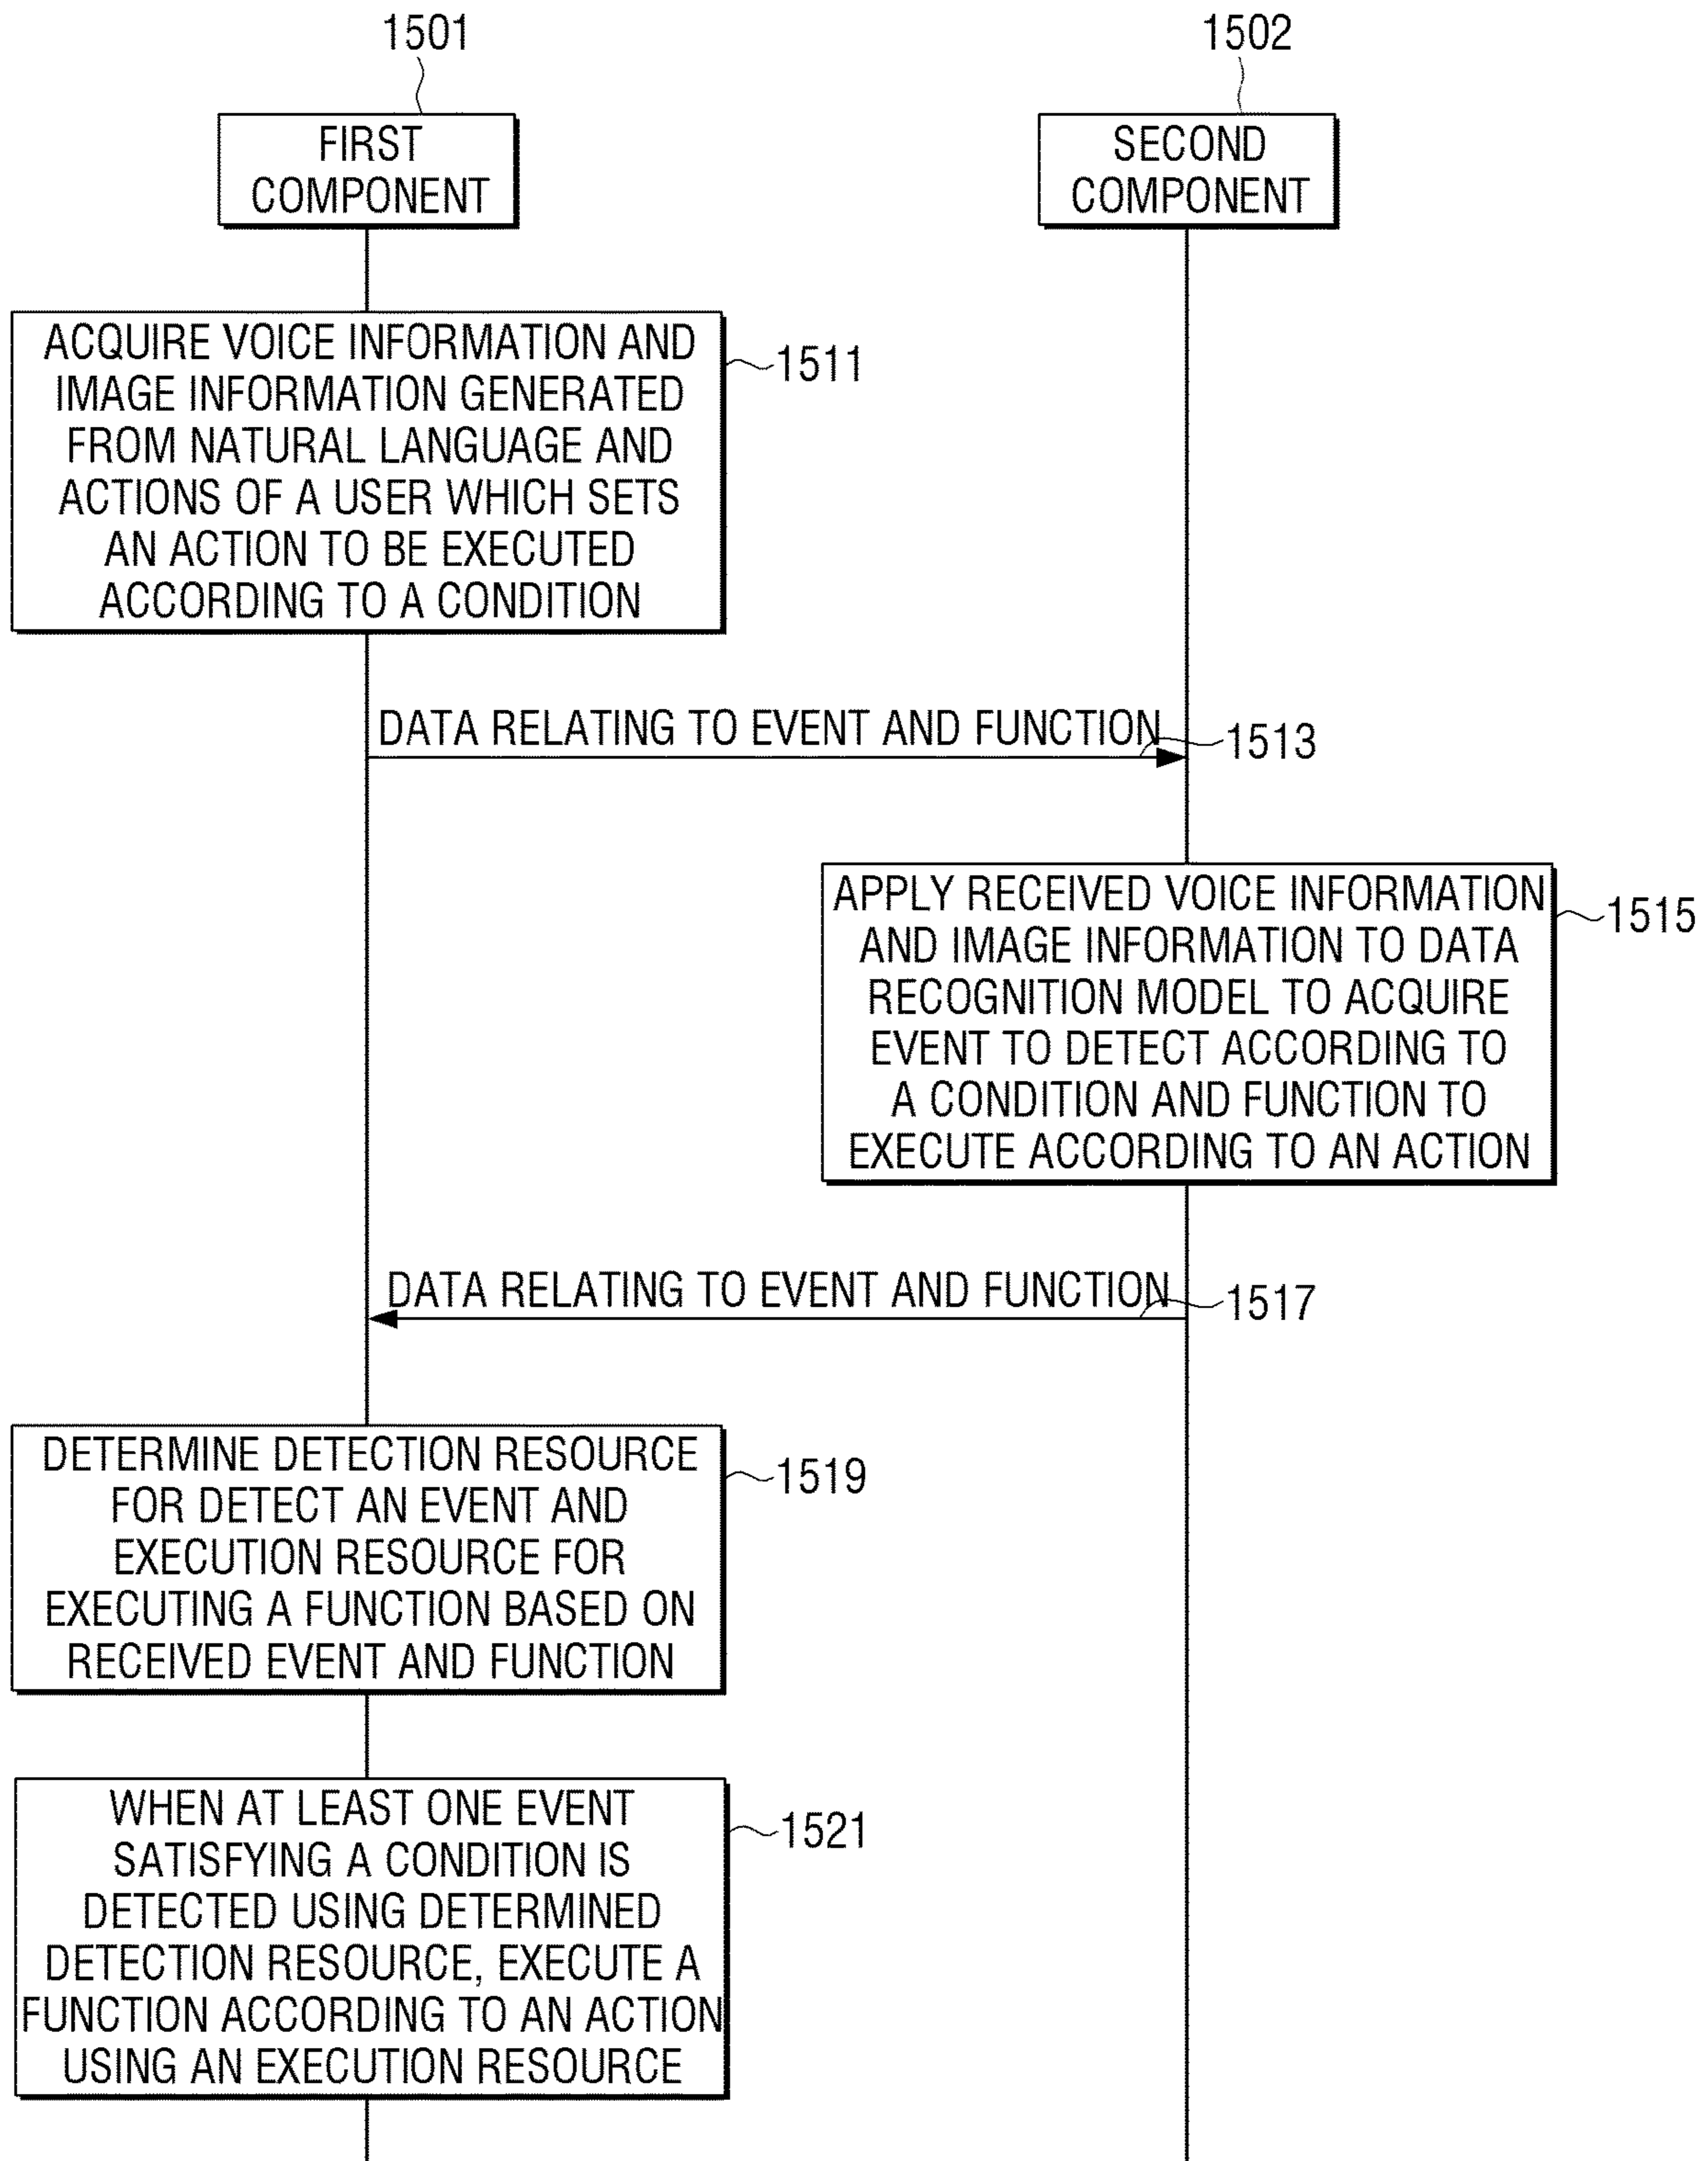 1501
1502
FIRST
COMPONENT
SECOND
COMPONENT
ACQUIRE VOICE INFORMATION AND
IMAGE INFORMATION GENERATED
FROM NATURAL LANGUAGE AND
ACTIONS OF A USER WHICH SETS
AN ACTION TO BE EXECUTED
ACCORDING TO A CONDITION
1511
DATA RELATING TO EVENT AND FUNCTION
1513
APPLY RECEIVED VOICE INFORMATION
AND IMAGE INFORMATION TO DATA
RECOGNITION MODEL TO ACQUIRE
EVENT TO DETECT ACCORDING TO
A CONDITION AND FUNCTION TO
EXECUTE ACCORDING TO AN ACTION
1515
DATA RELATING TO EVENT AND FUNCTION
1517
DETERMINE DETECTION RESOURCE
FOR DETECT AN EVENT AND
EXECUTION RESOURCE FOR
EXECUTING A FUNCTION BASED ON
RECEIVED EVENT AND FUNCTION
1519
WHEN AT LEAST ONE EVENT
SATISFYING A CONDITION IS
DETECTED USING DETERMINED
DETECTION RESOURCE, EXECUTE A
FUNCTION ACCORDING TO AN ACTION
USING AN EXECUTION RESOURCE
1521